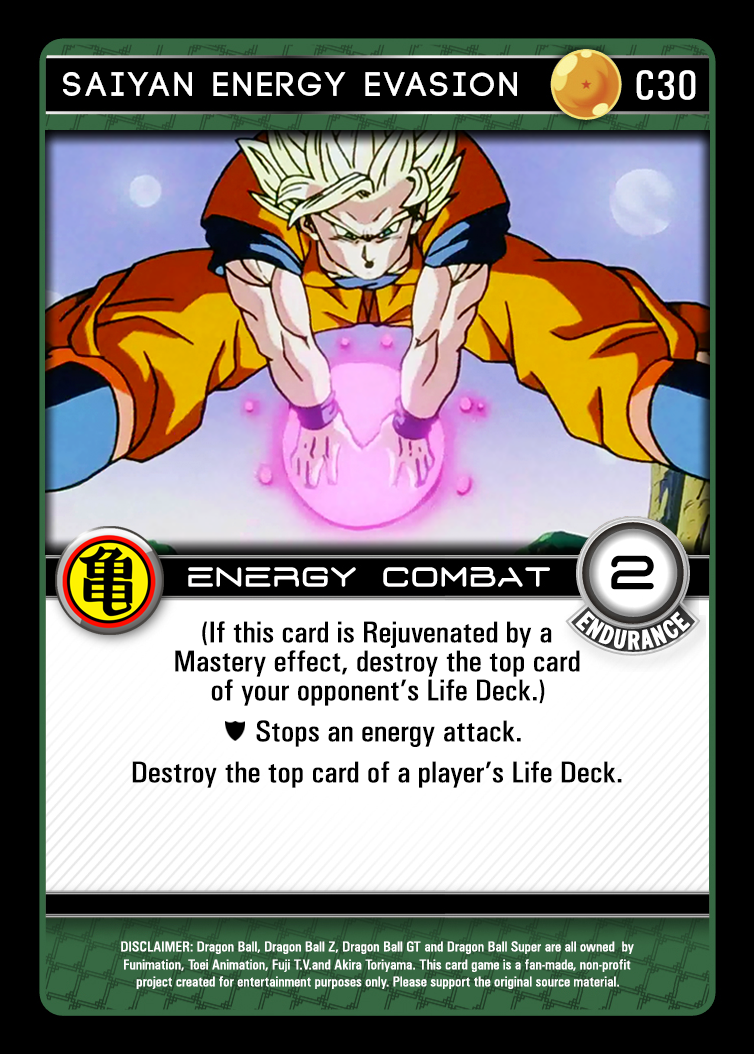 SAIYAN ENERGY EVASION C30
亀
ENERGY COMBAT
2
ENDURANCE
(If this card is Rejuvenated by a
Mastery effect, destroy the top card
of your opponent's Life Deck.)
Stops an energy attack.
Destroy the top card of a player's Life Deck.
DISCLAIMER: Dragon Ball, Dragon Ball Z, Dragon Ball GT and Dragon Ball Super are all owned by
Funimation, Toei Animation, Fuji T.V.and Akira Toriyama. This card game is a fan-made, non-profit
project created for entertainment purposes only. Please support the original source material.